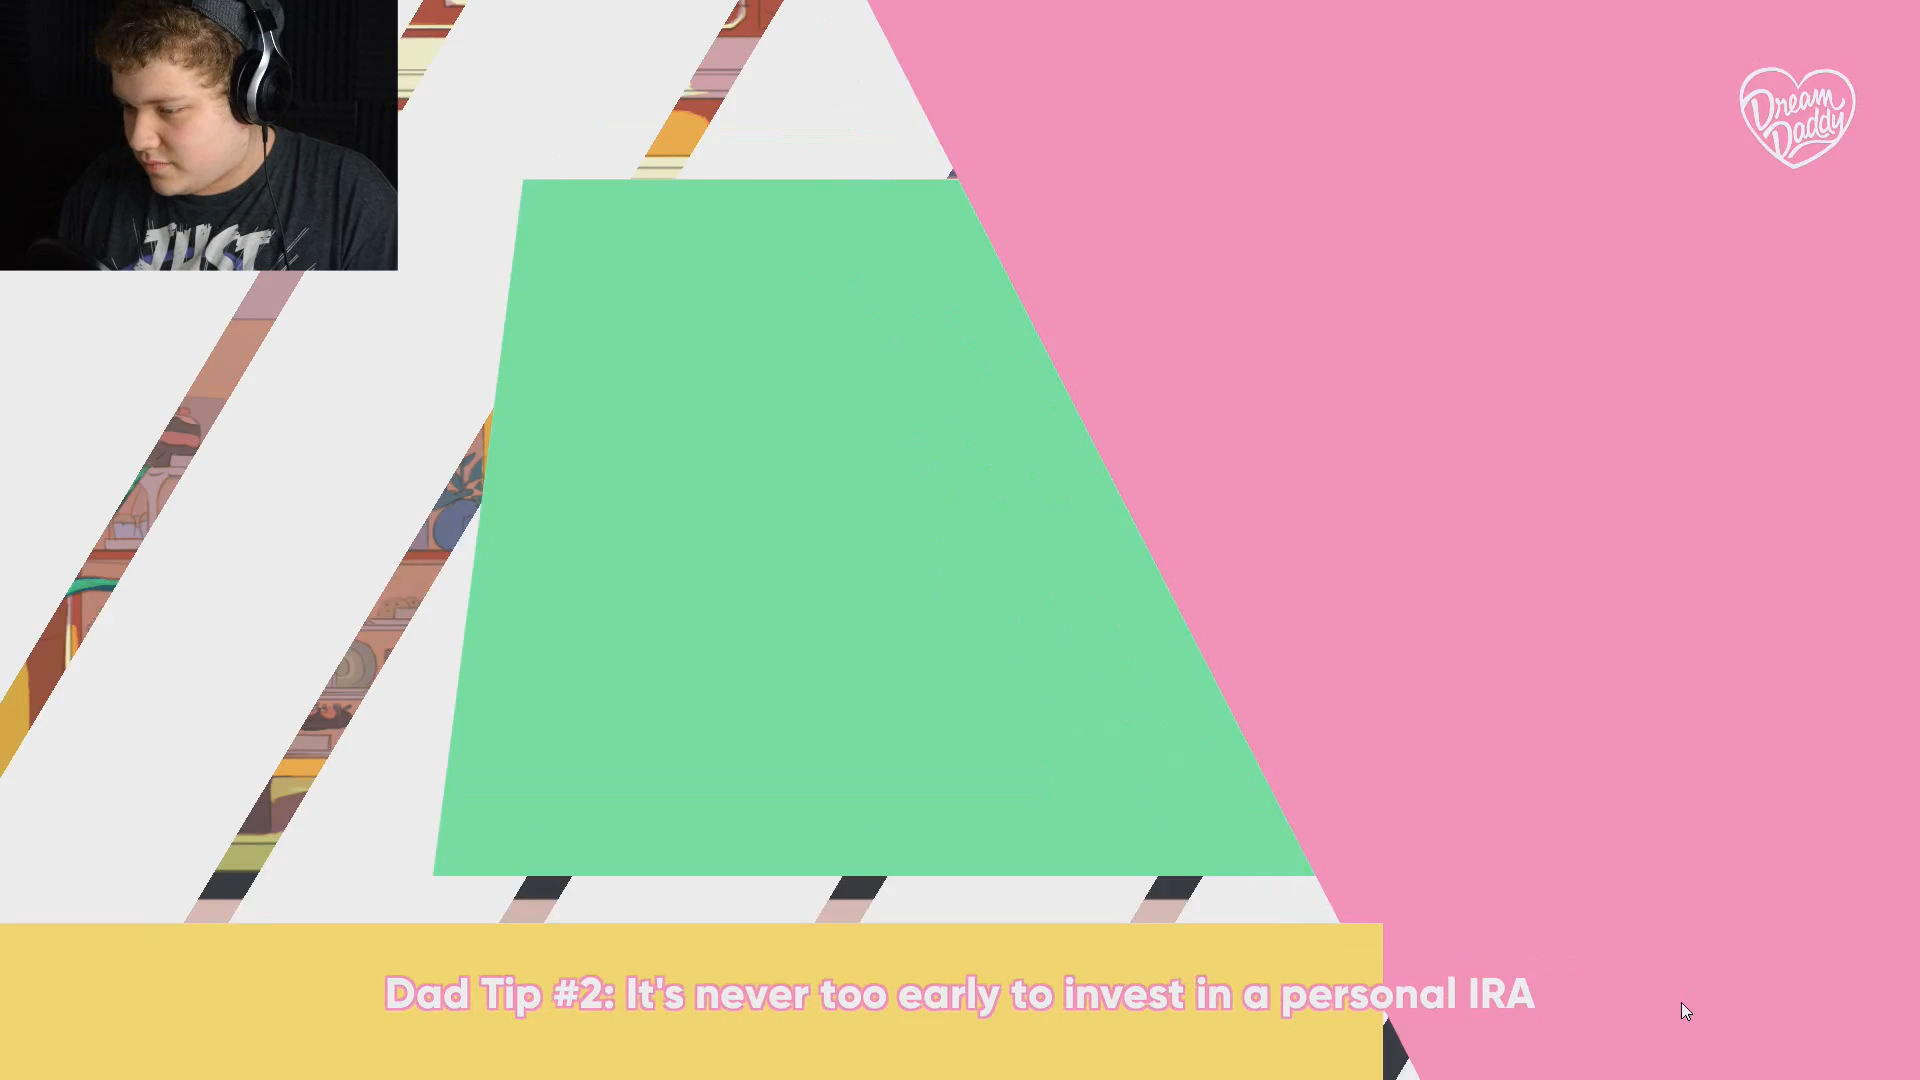 JUST
Dream
Daddy
Dad Tip #2: It's never too early to invest in a personal IRA